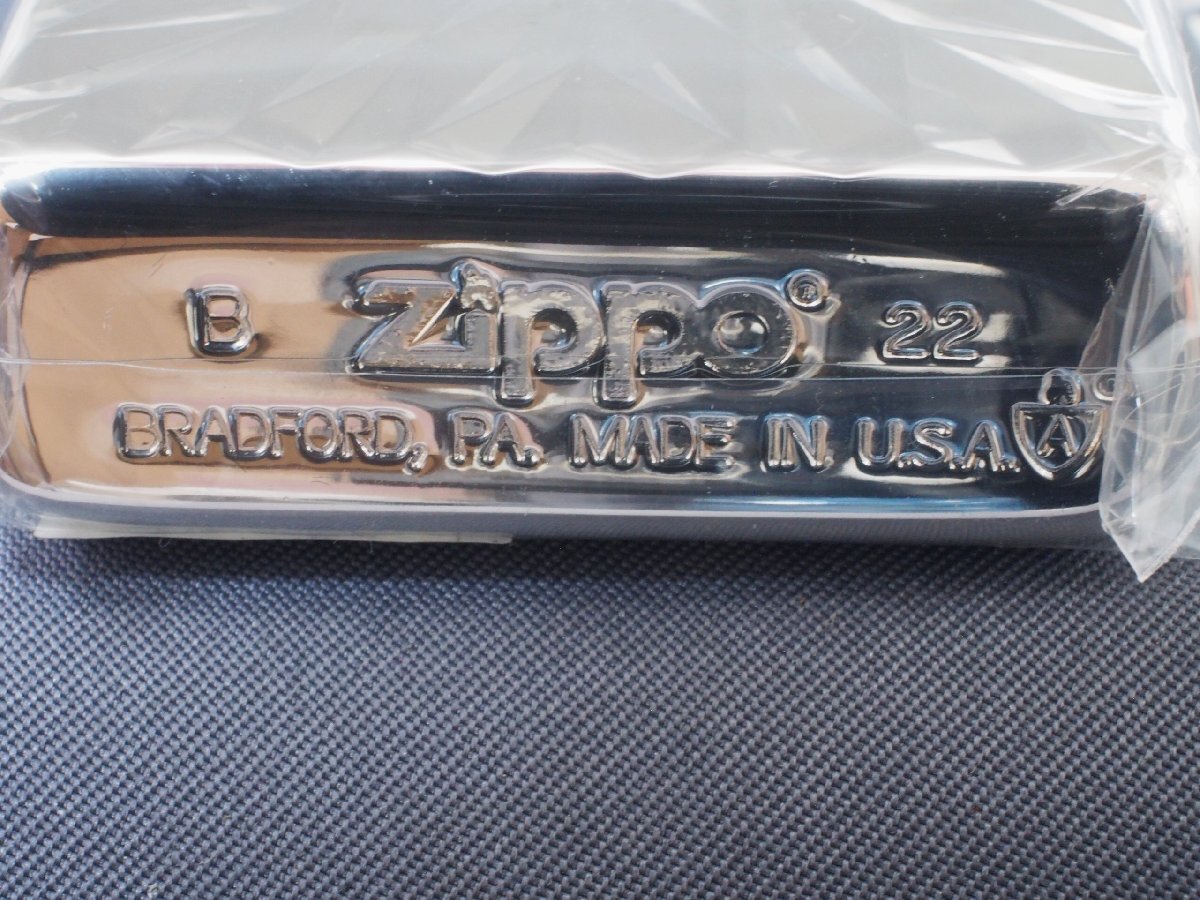 B Zippo® 22
BRADFORD, PA. MADE IN U.S.A. A